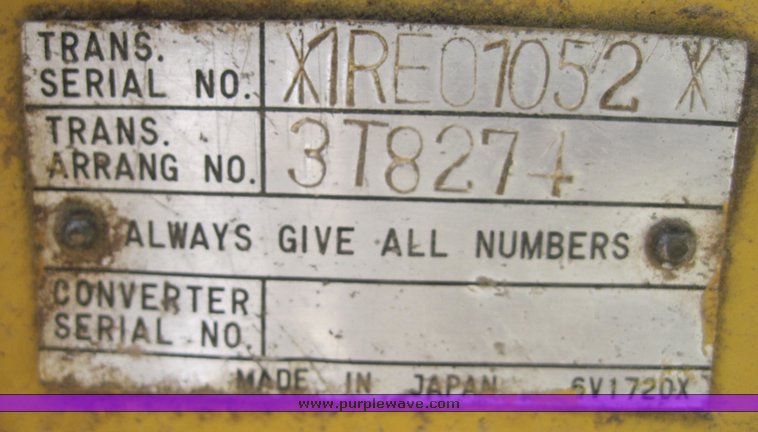 TRANS.
SERIAL NO. X1RE01052 X
TRANS.
ARRANG NO. 3T8274
ALWAYS GIVE ALL NUMBERS
CONVERTER
SERIAL NO.
MADE IN JAPAN 6V1720X
www.purplewave.com